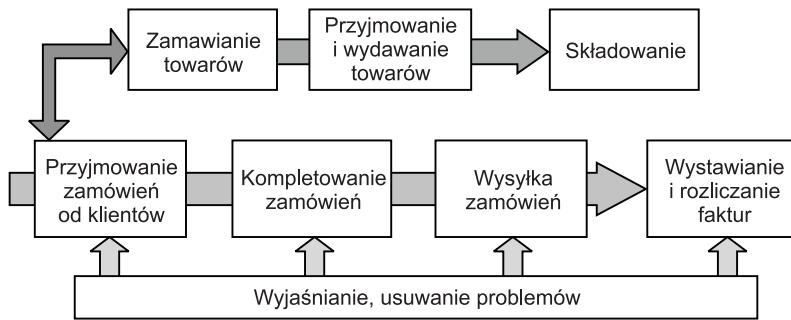 Zamawianie
towarów
Przyjmowanie
i wydawanie
towarów
Składowanie
Przyjmowanie
zamówień
od klientów
Kompletowanie
zamówień
Wysyłka
zamówień
Wystawianie
i rozliczanie
faktur
Wyjaśnianie, usuwanie problemów